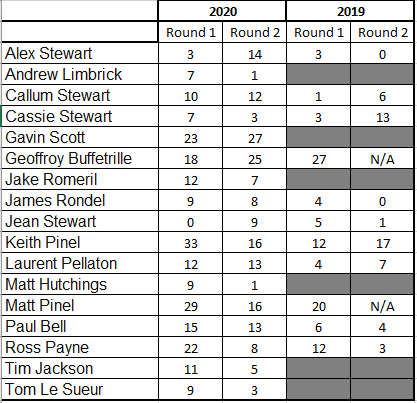 2020 2019
Round 1 Round 2 Round 1 Round 2
Alex Stewart 3 14 3 0
Andrew Limbrick 7 1
Callum Stewart 10 12 1 6
Cassie Stewart 7 3 3 13
Gavin Scott 23 27
Geoffroy Buffetrille 18 25 27 N/A
Jake Romeril 12 7
James Rondel 9 8 4 0
Jean Stewart 0 9 5 1
Keith Pinel 33 16 12 17
Laurent Pellaton 12 13 4 7
Matt Hutchings 9 1
Matt Pinel 29 16 20 N/A
Paul Bell 15 13 6 4
Ross Payne 22 8 12 3
Tim Jackson 11 5
Tom Le Sueur 9 3